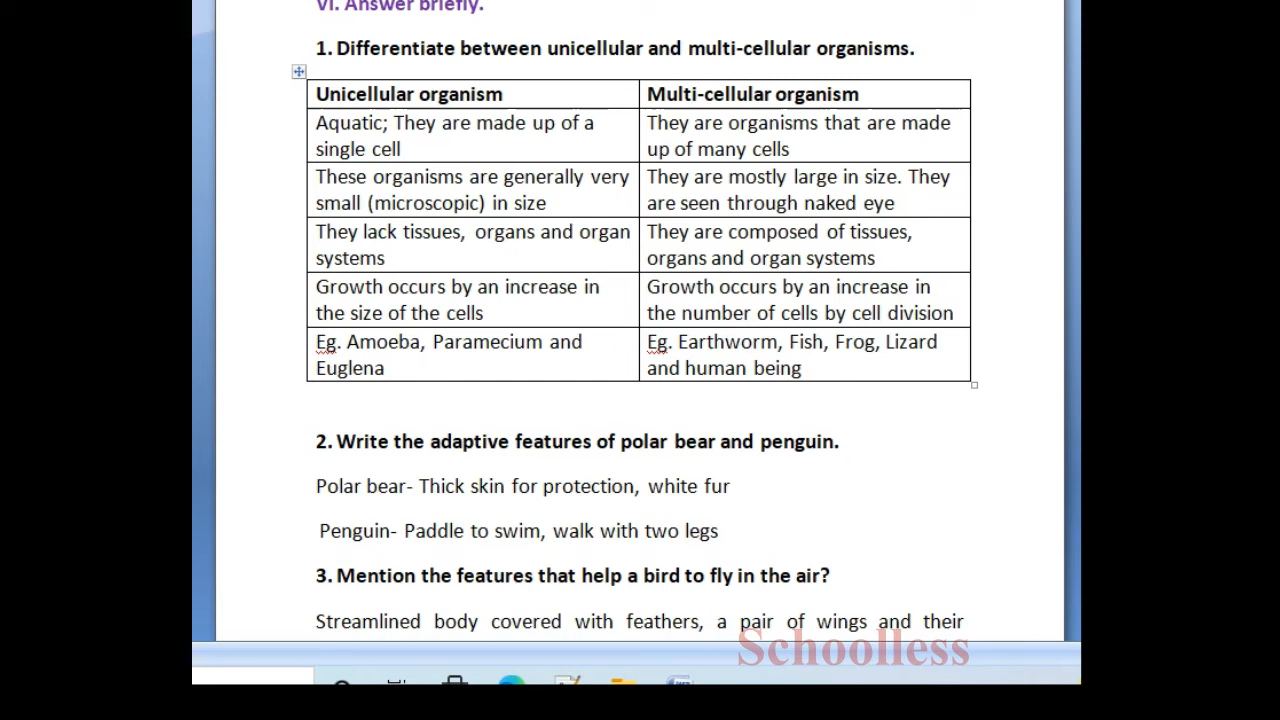 VI. Answer briefly.
1. Differentiate between unicellular and multi-cellular organisms.
Unicellular organism
Multi-cellular organism
Aquatic; They are made up of a
single cell
They are organisms that are made
up of many cells
These organisms are generally very
small (microscopic) in size
They are mostly large in size. They
are seen through naked eye
They lack tissues, organs and organ
systems
They are composed of tissues,
organs and organ systems
Growth occurs by an increase in
the size of the cells
Growth occurs by an increase in
the number of cells by cell division
Eg. Amoeba, Paramecium and
Euglena
Eg. Earthworm, Fish, Frog, Lizard
and human being
2. Write the adaptive features of polar bear and penguin.
Polar bear- Thick skin for protection, white fur
Penguin- Paddle to swim, walk with two legs
3. Mention the features that help a bird to fly in the air?
Streamlined body covered with feathers, a pair of wings and their
Schoolless